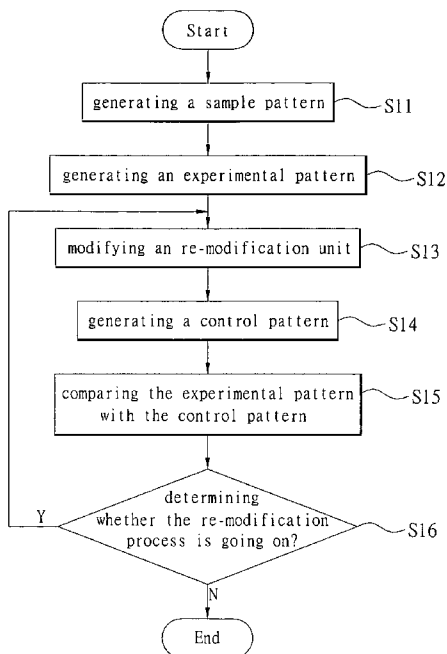 Start
generating a sample pattern
S11
generating an experimental pattern
S12
modifying an re-modification unit
S13
generating a control pattern
S14
comparing the experimental pattern
with the control pattern
S15
determining
whether the re-modification
process is going on?
S16
Y
N
End